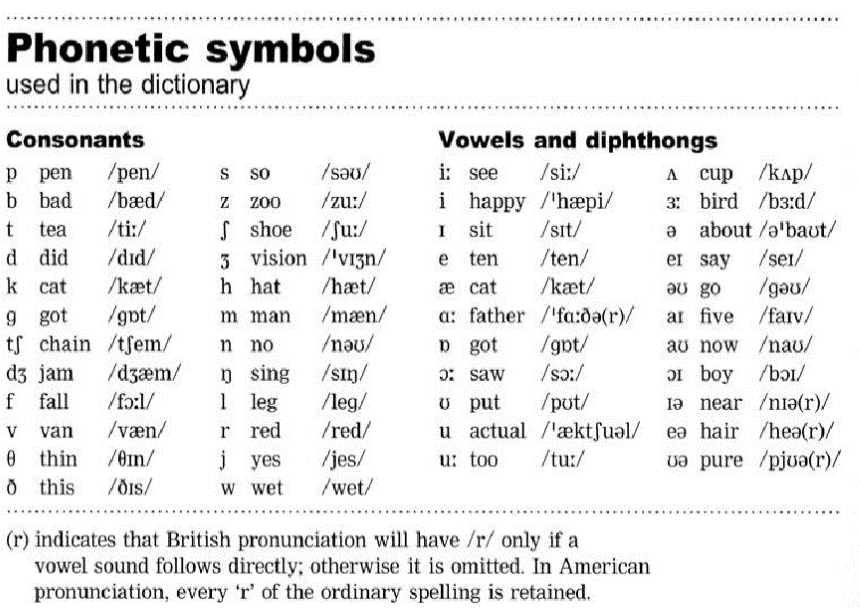 Phonetic symbols
used in the dictionary
Consonants
p pen /pen/
b bad /bæd/
t tea /tiː/
d did /dɪd/
k cat /kæt/
g got /gɒt/
tʃ chain /tʃeɪn/
dʒ jam /dʒæm/
f fall /fɔːl/
v van /væn/
θ thin /θɪn/
ð this /ðɪs/
s so /səʊ/
z zoo /zuː/
ʃ shoe /ʃuː/
ʒ vision /ˈvɪʒn/
h hat /hæt/
m man /mæn/
n no /nəʊ/
ŋ sing /sɪŋ/
l leg /leg/
r red /red/
j yes /jes/
w wet /wet/
Vowels and diphthongs
iː see /siː/
i happy /ˈhæpi/
ɪ sit /sɪt/
e ten /ten/
æ cat /kæt/
ɑː father /ˈfɑːðə(r)/
ɒ got /gɒt/
ɔː saw /sɔː/
ʊ put /pʊt/
u actual /ˈæktʃuəl/
uː too /tuː/
ʌ cup /kʌp/
ɜː bird /bɜːd/
ə about /əˈbaʊt/
eɪ say /seɪ/
əʊ go /gəʊ/
aɪ five /faɪv/
aʊ now /naʊ/
ɔɪ boy /bɔɪ/
ɪə near /nɪə(r)/
eə hair /heə(r)/
ʊə pure /pjʊə(r)/
(r) indicates that British pronunciation will have /r/ only if a
vowel sound follows directly; otherwise it is omitted. In American
pronunciation, every ‘r’ of the ordinary spelling is retained.